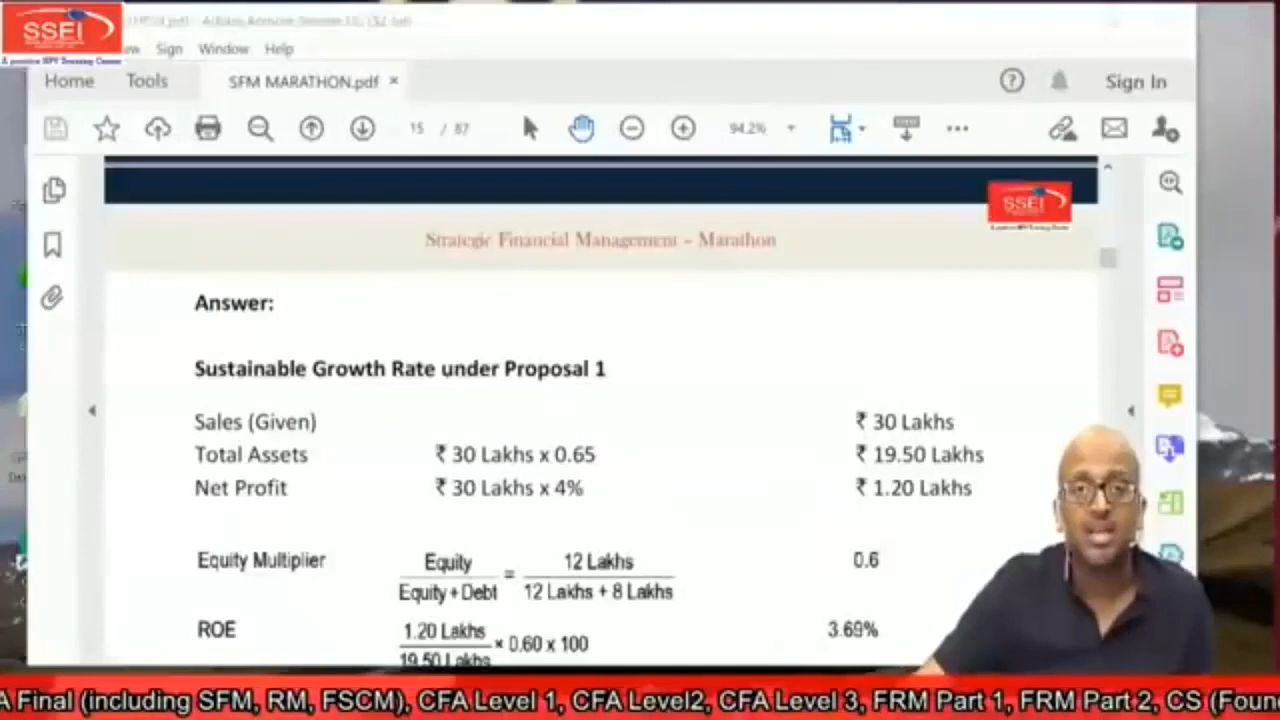 SSEI
Sign Window Help
Home Tools SFM MARATHON.pdf × Sign In
15 / 87 94.2%
SSEI
Strategic Financial Management – Marathon
Answer:
Sustainable Growth Rate under Proposal 1
Sales (Given) ₹ 30 Lakhs
Total Assets ₹ 30 Lakhs x 0.65 ₹ 19.50 Lakhs
Net Profit ₹ 30 Lakhs x 4% ₹ 1.20 Lakhs
Equity Multiplier Equity / Equity + Debt = 12 Lakhs / 12 Lakhs + 8 Lakhs 0.6
ROE 1.20 Lakhs / 19.50 Lakhs × 0.60 x 100 3.69%
A Final (including SFM, RM, FSCM), CFA Level 1, CFA Level2, CFA Level 3, FRM Part 1, FRM Part 2, CS (Foun